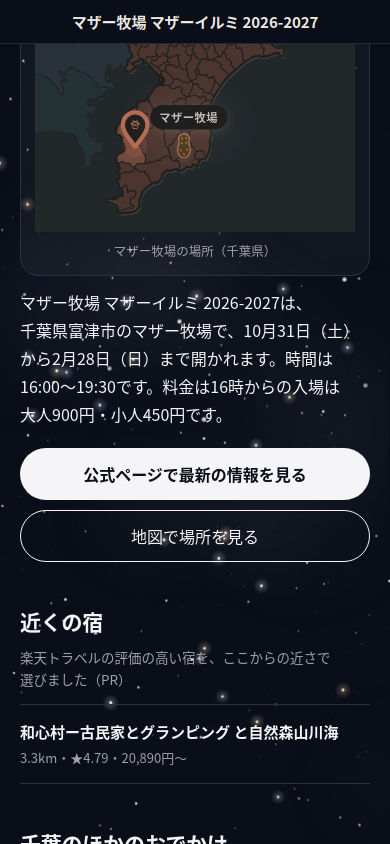 マザー牧場 マザーイルミ 2026-2027
マザー牧場
マザー牧場の場所（千葉県）
マザー牧場 マザーイルミ 2026-2027は、
千葉県富津市のマザー牧場で、10月31日（土）
から2月28日（日）まで開かれます。時間は
16:00〜19:30です。料金は16時からの入場は
大人900円・小人450円です。
公式ページで最新の情報を見る
地図で場所を見る
近くの宿
楽天トラベルの評価の高い宿を、ここからの近さで
選びました（PR）
和心村ー古民家とグランピング と自然森山川海
3.3km・★4.79・20,890円〜
千葉のほかのおでかけ